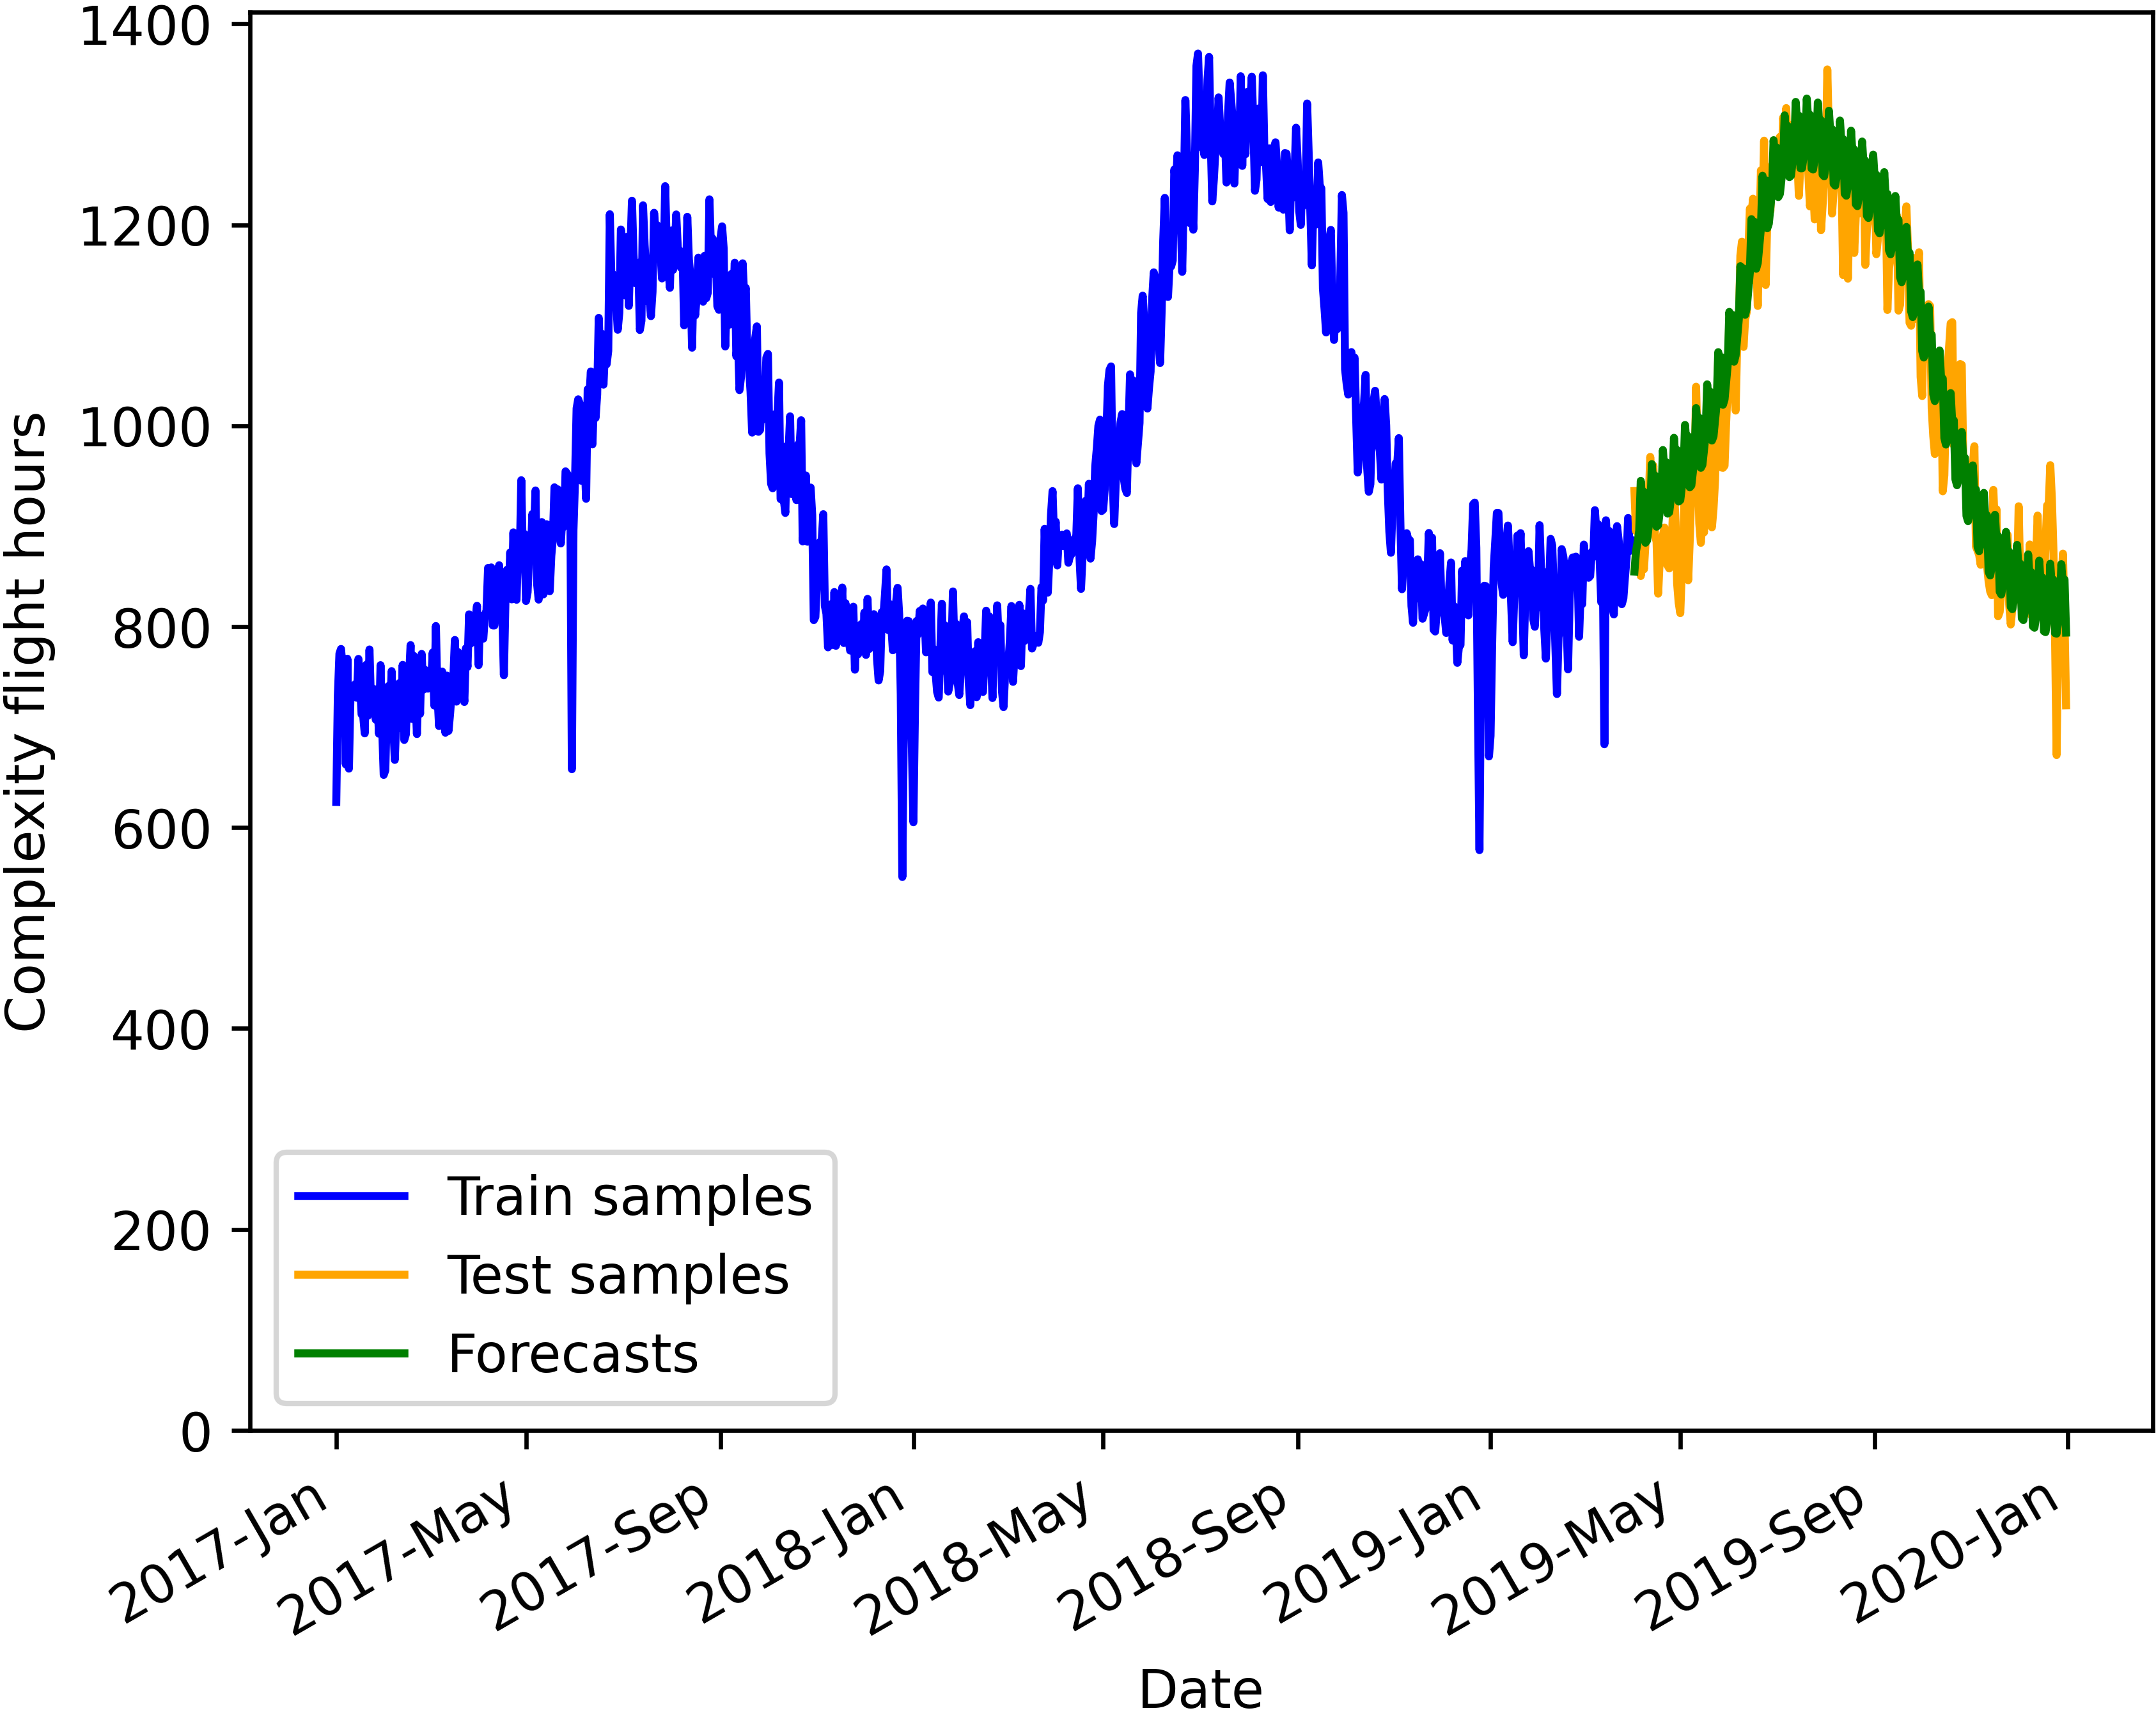 1400
1200
1000
800
600
400
200
0
Complexity flight hours
Train samples
Test samples
Forecasts
2017-Jan
2017-May
2017-Sep
2018-Jan
2018-May
2018-Sep
2019-Jan
2019-May
2019-Sep
2020-Jan
Date